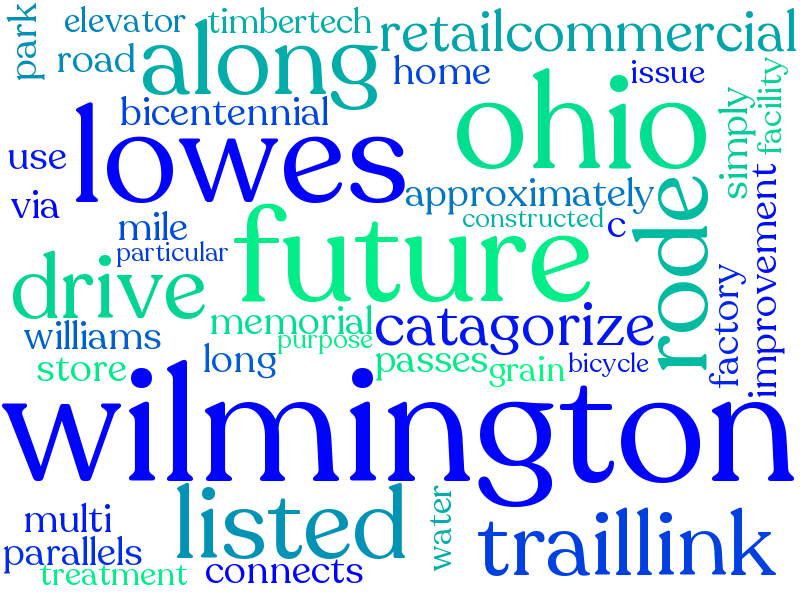 park
elevator
timbertech
retailcommercial
road
along
home
issue
bicentennial
ohio
simply
facility
use
lowes
approximately
via
mile
constructed
c
rode
particular
future
improvement
drive
factory
williams
memorial
purpose
catagorize
store
long
passes
grain
bicycle
wilmington
multi
listed
water
traillink
parallels
treatment
connects